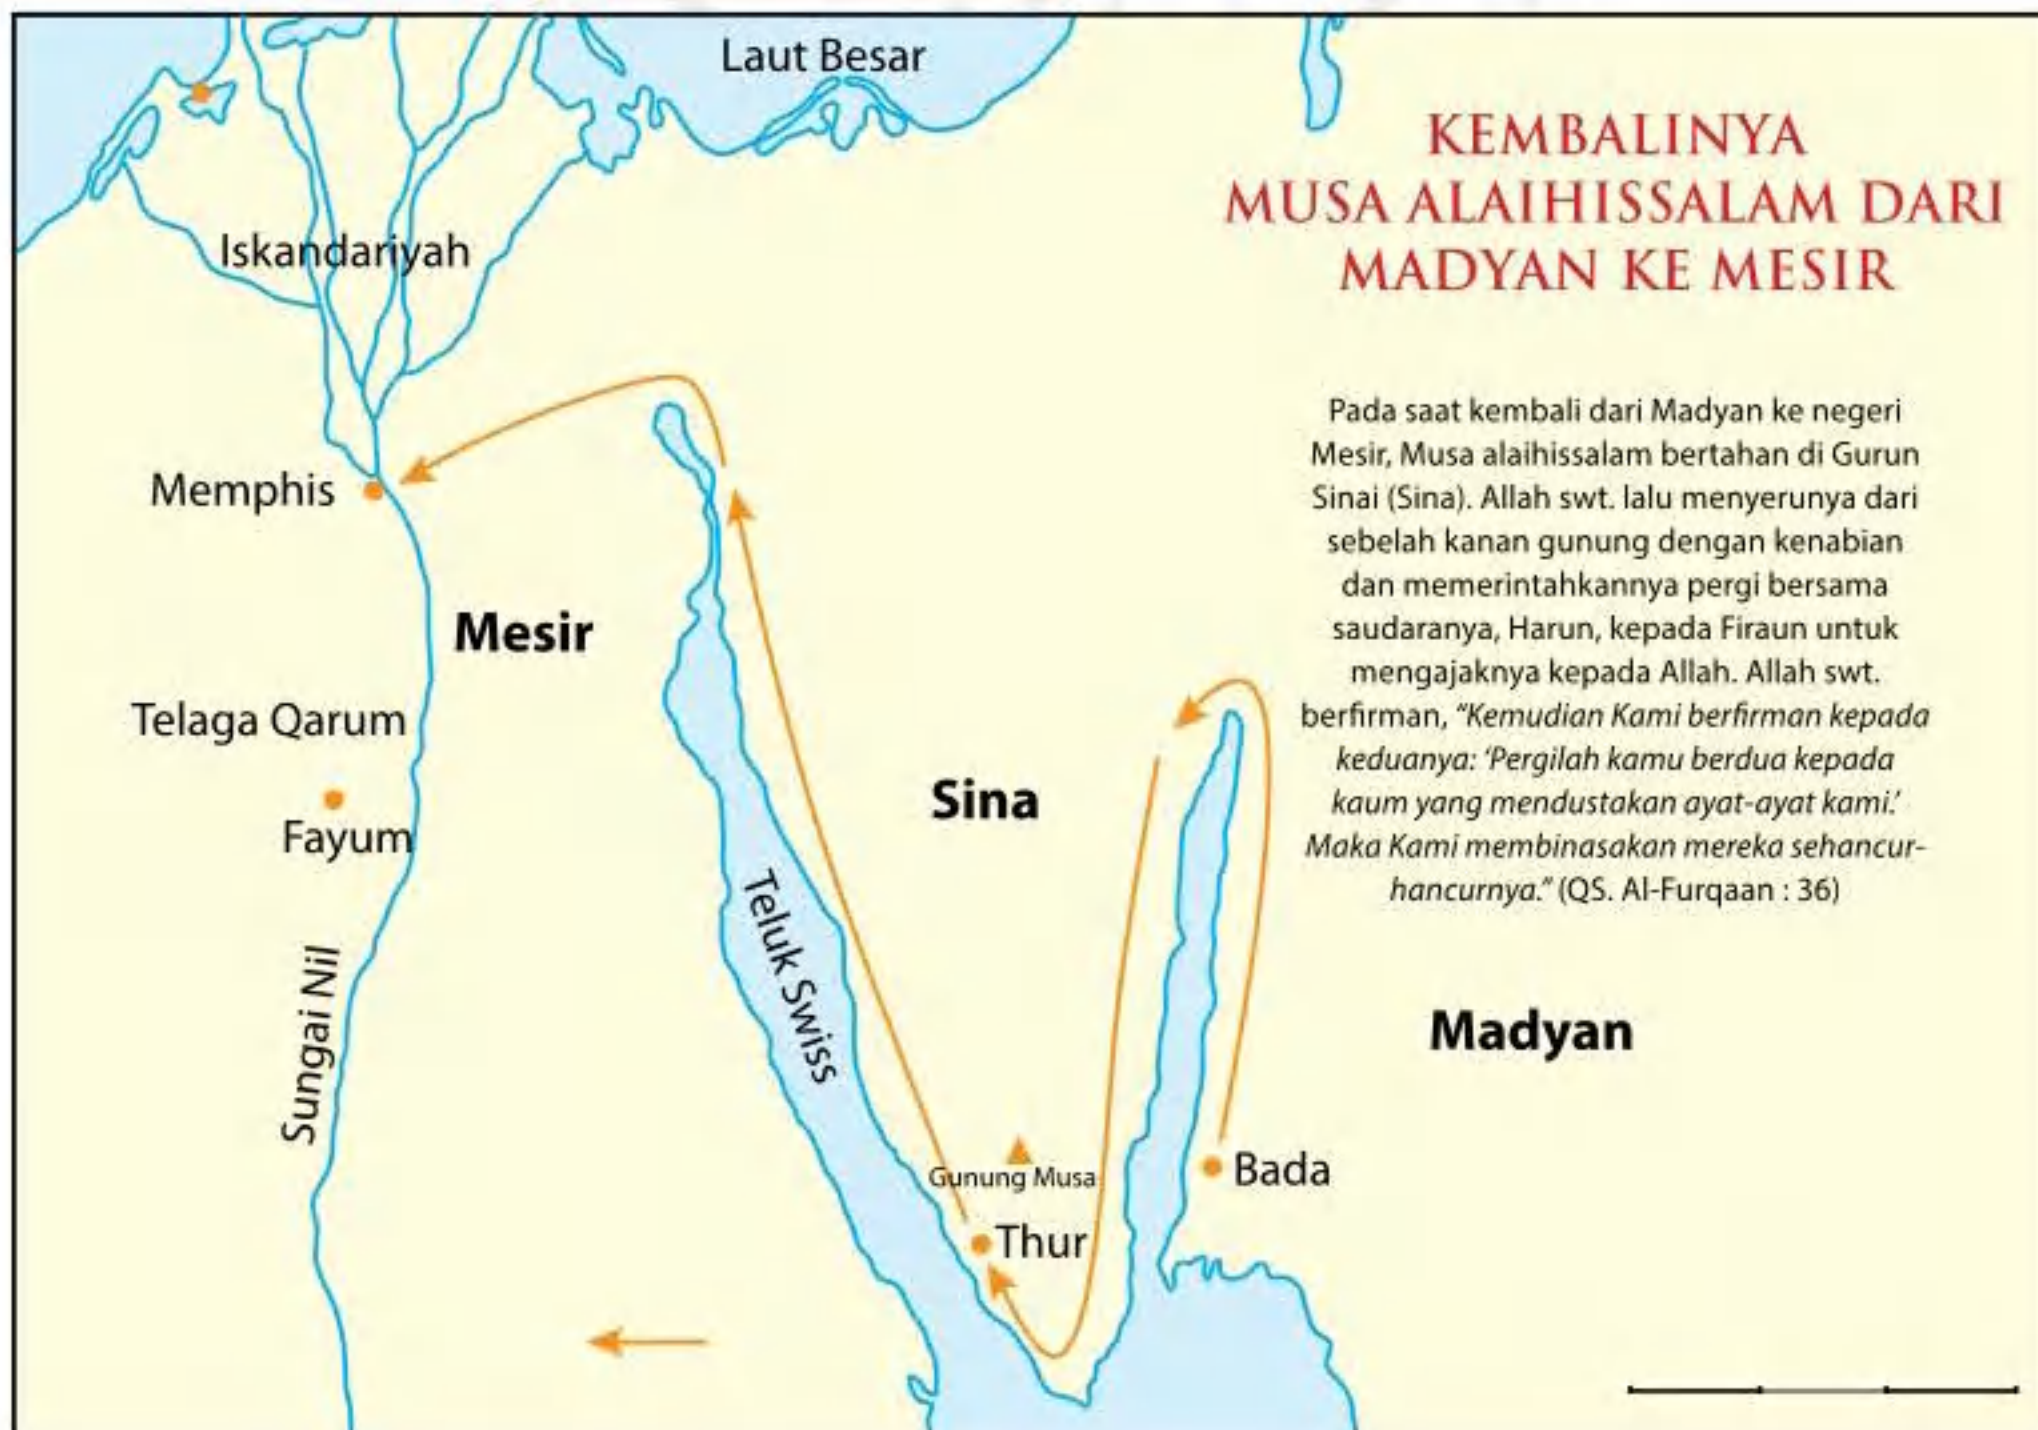 Laut Besar
KEMBALINYA
MUSA ALAIHISSALAM DARI
MADYAN KE MESIR
Iskandariyah
Pada saat kembali dari Madyan ke negeri
Mesir, Musa alaihissalam bertahan di Gurun
Sinai (Sina). Allah swt. lalu menyerunya dari
sebelah kanan gunung dengan kenabian
dan memerintahkannya pergi bersama
saudaranya, Harun, kepada Firaun untuk
mengajaknya kepada Allah. Allah swt.
berfirman, “Kemudian Kami berfirman kepada
keduanya: ‘Pergilah kamu berdua kepada
kaum yang mendustakan ayat-ayat kami.’
Maka Kami membinasakan mereka sehancur-
hancurnya.” (QS. Al-Furqaan : 36)
Memphis
Mesir
Telaga Qarum
Fayum
Sina
Sungai Nil
Teluk Swiss
Madyan
Gunung Musa
Bada
Thur